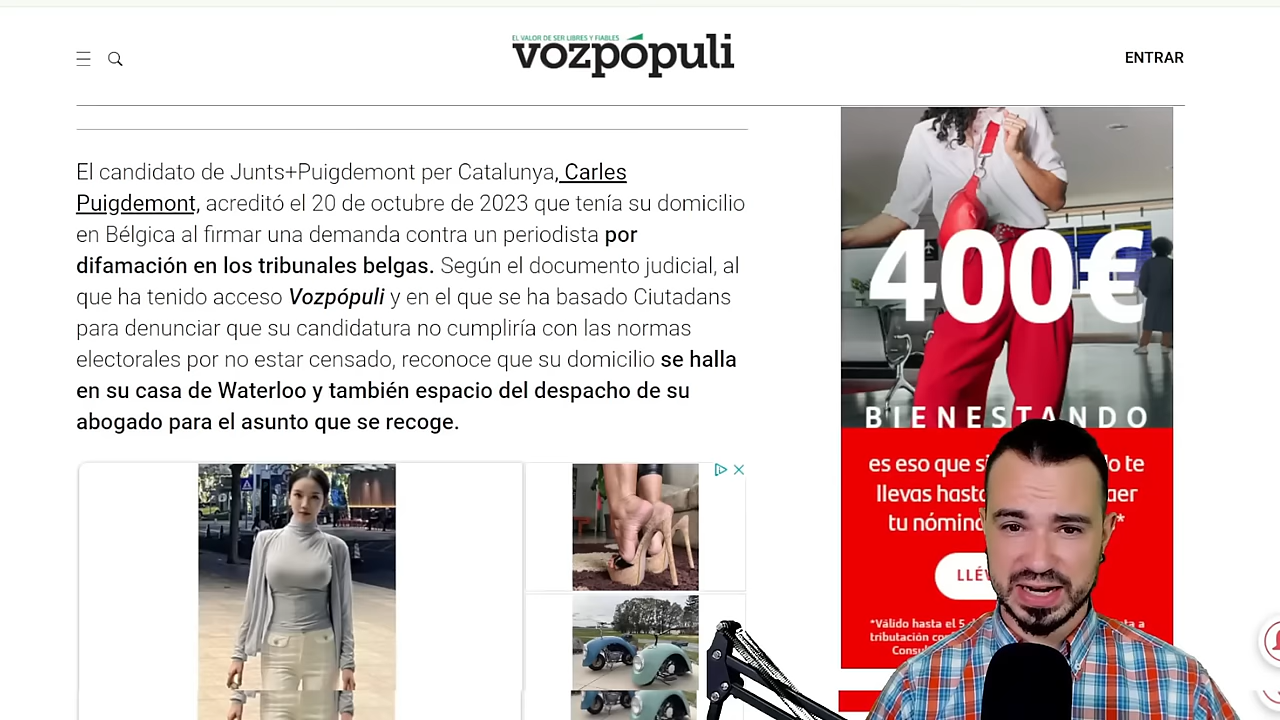 EL VALOR DE SER LIBRES Y FIABLES
vozpópuli
ENTRAR
El candidato de Junts+Puigdemont per Catalunya, Carles
Puigdemont, acreditó el 20 de octubre de 2023 que tenía su domicilio
en Bélgica al firmar una demanda contra un periodista por
difamación en los tribunales belgas. Según el documento judicial, al
que ha tenido acceso Vozpópuli y en el que se ha basado Ciutadans
para denunciar que su candidatura no cumpliría con las normas
electorales por no estar censado, reconoce que su domicilio se halla
en su casa de Waterloo y también espacio del despacho de su
abogado para el asunto que se recoge.
400€
BIENESTANDO
es eso que te
llevas
tu
*Válido hasta el 5 a
tributación